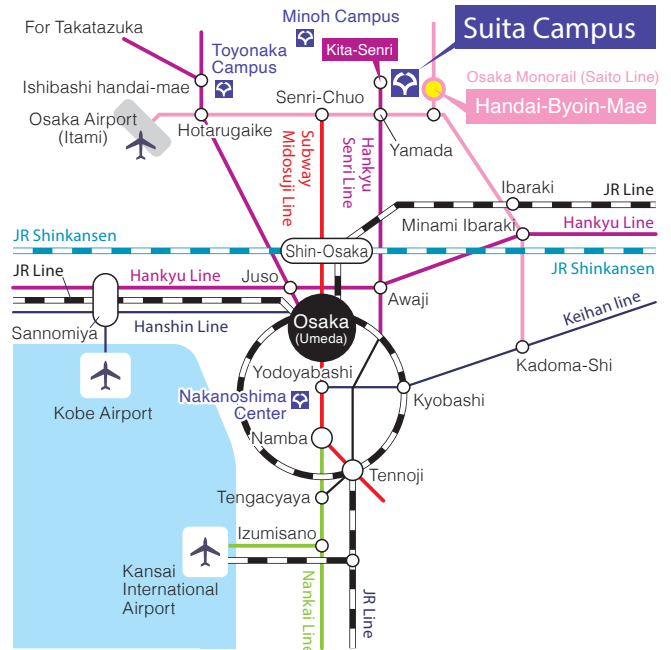 For Takatazuka
Minoh Campus
Suita Campus
Toyonaka
Campus
Kita-Senri
Ishibashi handai-mae
Osaka Monorail (Saito Line)
Senri-Chuo
Handai-Byoin-Mae
Osaka Airport
(Itami)
Hotarugaike
Yamada
Subway
Midosuji Line
Hankyu
Senri Line
Ibaraki
JR Line
Minami Ibaraki
Hankyu Line
JR Shinkansen
Shin-Osaka
JR Shinkansen
JR Line
Hankyu Line
Juso
Awaji
Sannomiya
Hanshin Line
Osaka
(Umeda)
Keihan line
Yodoyabashi
Kadoma-Shi
Kobe Airport
Nakanoshima
Center
Kyobashi
Namba
Tennoji
Tengacyaya
Izumisano
Kansai
International
Airport
Nankai Line
JR Line